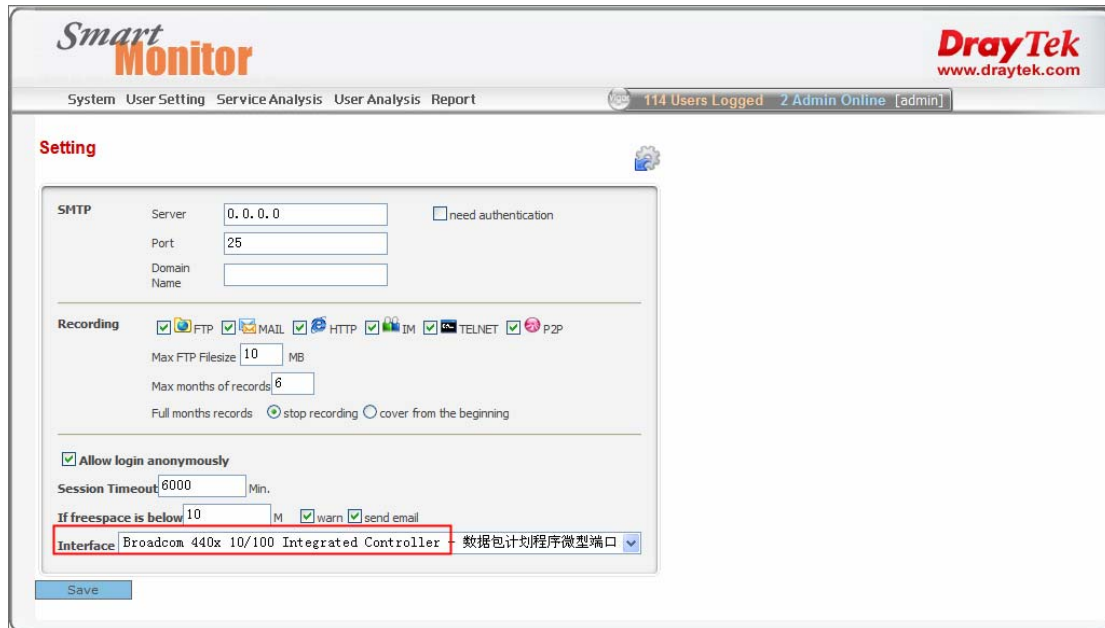 Smart Monitor
DrayTek
www.draytek.com
System User Setting Service Analysis User Analysis Report
114 Users Logged 2 Admin Online [admin]
Setting
SMTP
Server 0.0.0.0 need authentication
Port 25
Domain
Name
Recording FTP MAIL HTTP IM TELNET P2P
Max FTP Filesize 10 MB
Max months of records 6
Full months records stop recording cover from the beginning
Allow login anonymously
Session Timeout 6000 Min.
If freespace is below 10 M warn send email
Interface Broadcom 440x 10/100 Integrated Controller - 数据包计划程序微型端口
Save